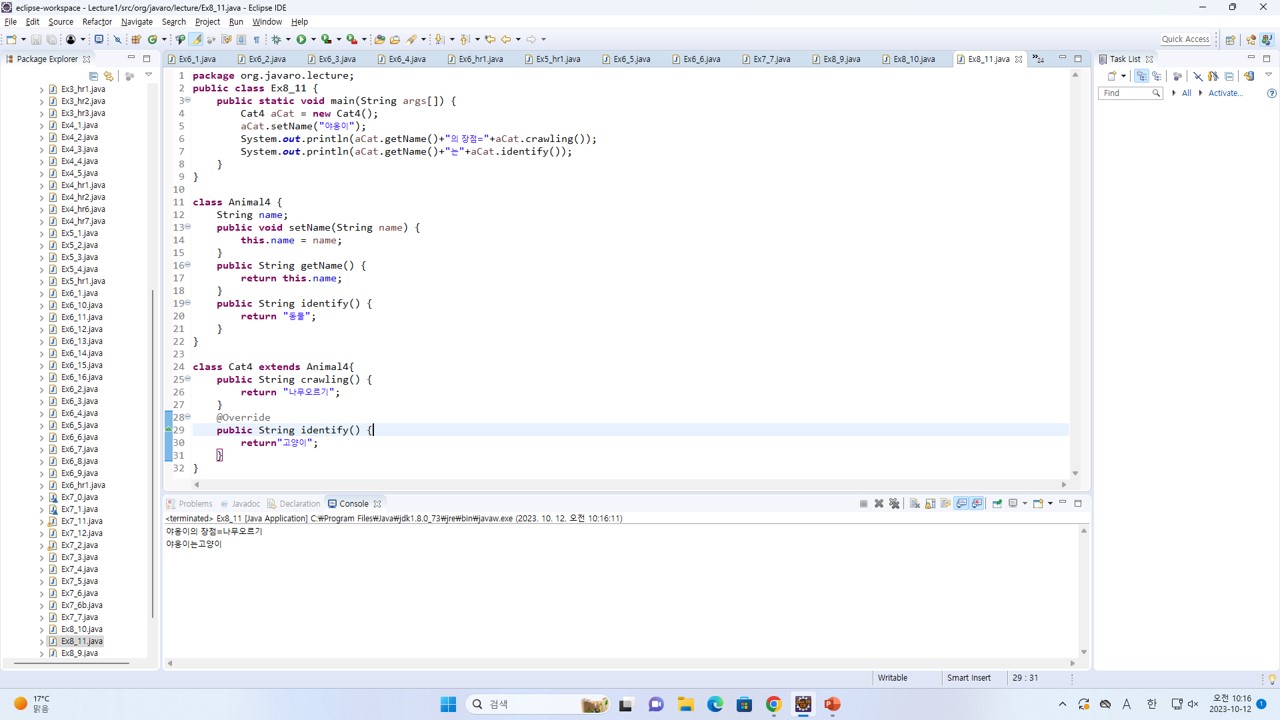 eclipse-workspace - Lecture1/src/org/javaro/lecture/Ex8_11.java - Eclipse IDE
File Edit Source Refactor Navigate Search Project Run Window Help
Quick Access
Package Explorer
Ex6_1.java Ex6_2.java Ex6_3.java Ex6_4.java Ex6_hr1.java Ex5_hr1.java Ex6_5.java Ex6_6.java Ex7_7.java Ex8_9.java Ex8_10.java Ex8_11.java
Task List
Find All Activate...
Ex3_hr1.java
Ex3_hr2.java
Ex3_hr3.java
Ex4_1.java
Ex4_2.java
Ex4_3.java
Ex4_4.java
Ex4_5.java
Ex4_hr1.java
Ex4_hr2.java
Ex4_hr6.java
Ex4_hr7.java
Ex5_1.java
Ex5_2.java
Ex5_3.java
Ex5_4.java
Ex5_hr1.java
Ex6_1.java
Ex6_10.java
Ex6_11.java
Ex6_12.java
Ex6_13.java
Ex6_14.java
Ex6_15.java
Ex6_16.java
Ex6_2.java
Ex6_3.java
Ex6_4.java
Ex6_5.java
Ex6_6.java
Ex6_7.java
Ex6_8.java
Ex6_9.java
Ex6_hr1.java
Ex7_0.java
Ex7_1.java
Ex7_11.java
Ex7_12.java
Ex7_2.java
Ex7_3.java
Ex7_4.java
Ex7_5.java
Ex7_6.java
Ex7_6b.java
Ex7_7.java
Ex8_10.java
Ex8_11.java
Ex8_9.java
1 package org.javaro.lecture;
2 public class Ex8_11 {
3 public static void main(String args[]) {
4 Cat4 aCat = new Cat4();
5 aCat.setName("야옹이");
6 System.out.println(aCat.getName()+"의 장점="+aCat.crawling());
7 System.out.println(aCat.getName()+"는"+aCat.identify());
8 }
9 }
10
11 class Animal4 {
12 String name;
13 public void setName(String name) {
14 this.name = name;
15 }
16 public String getName() {
17 return this.name;
18 }
19 public String identify() {
20 return "동물";
21 }
22 }
23
24 class Cat4 extends Animal4{
25 public String crawling() {
26 return "나무오르기";
27 }
28 @Override
29 public String identify() {
30 return"고양이";
31 }
32 }
Problems Javadoc Declaration Console
<terminated> Ex8_11 [Java Application] C:₩Program Files₩Java₩jdk1.8.0_73₩jre₩bin₩javaw.exe (2023. 10. 12. 오전 10:16:11)
야옹이의 장점=나무오르기
야옹이는고양이
Writable Smart Insert 29 : 31
17°C
맑음
검색
A 한
오전 10:16
2023-10-12